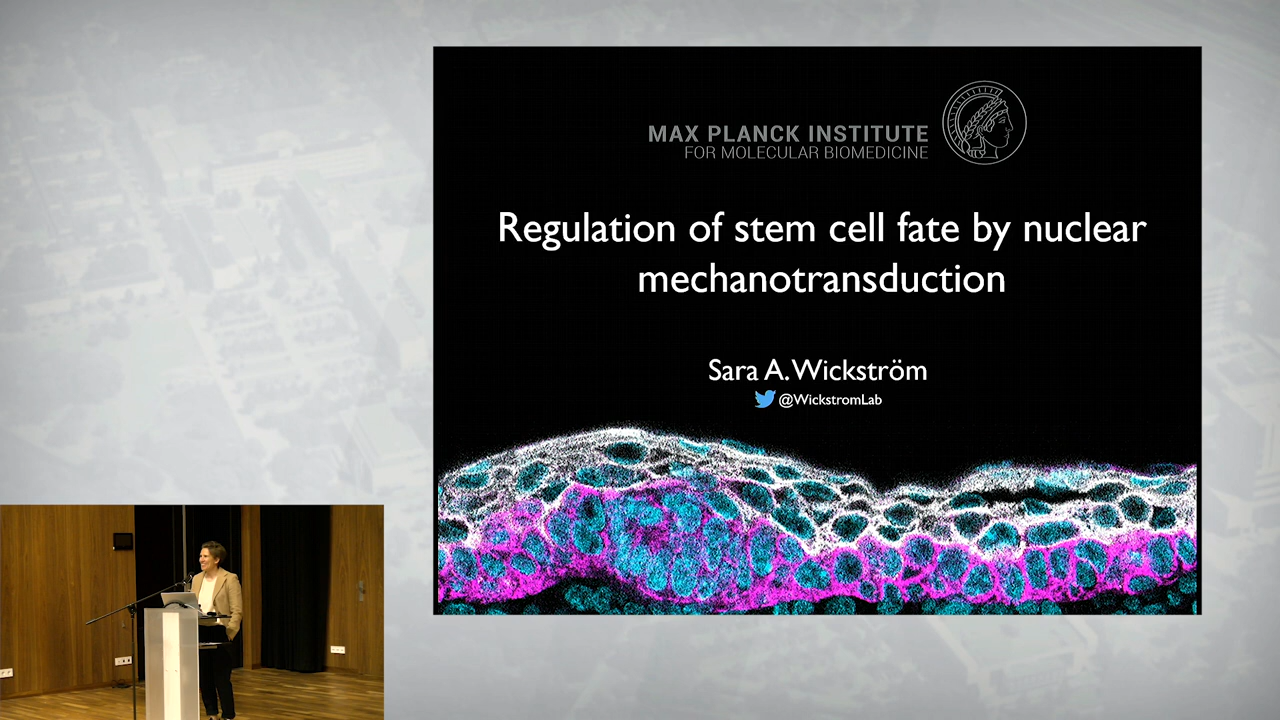 MAX PLANCK INSTITUTE
FOR MOLECULAR BIOMEDICINE
Regulation of stem cell fate by nuclear
mechanotransduction
Sara A. Wickström
@WickstromLab